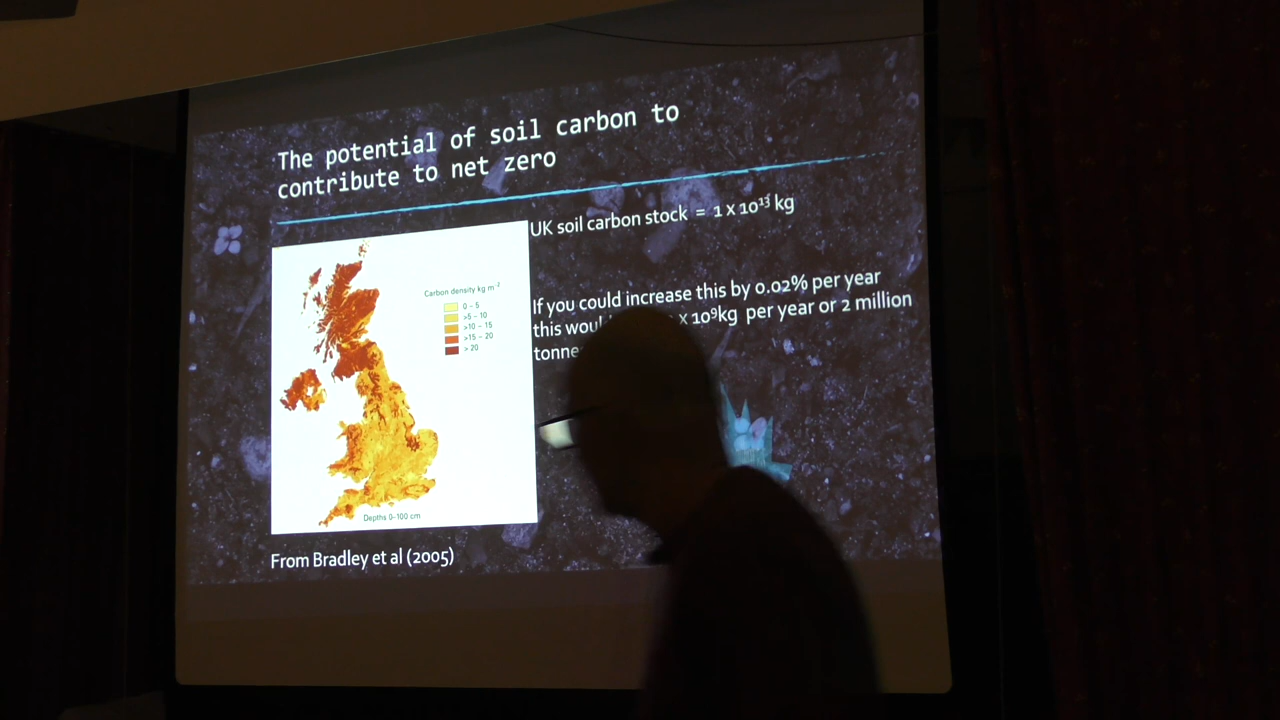 The potential of soil carbon to
contribute to net zero
UK soil carbon stock = 1 x 10¹³ kg
If you could increase this by 0.02% per year
this x 10⁹kg per year or 2 million
Carbon density kg m⁻²
0 – 5
>5 – 10
>10 – 15
>15 – 20
> 20
Depths 0–100 cm
From Bradley et al (2005)